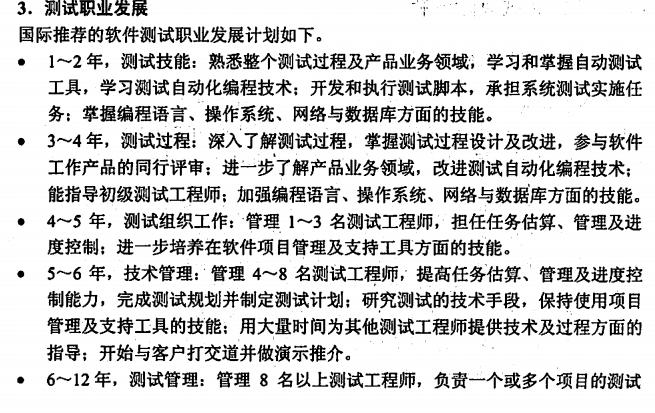 3．测试职业发展
国际推荐的软件测试职业发展计划如下。
● 1～2 年，测试技能：熟悉整个测试过程及产品业务领域，学习和掌握自动测试
工具，学习测试自动化编程技术；开发和执行测试脚本，承担系统测试实施任
务；掌握编程语言、操作系统、网络与数据库方面的技能。
● 3～4 年，测试过程：深入了解测试过程，掌握测试过程设计及改进，参与软件
工作产品的同行评审；进一步了解产品业务领域，改进测试自动化编程技术；
能指导初级测试工程师；加强编程语言、操作系统、网络与数据库方面的技能。
● 4～5 年，测试组织工作：管理 1～3 名测试工程师，担任任务估算、管理及进
度控制；进一步培养在软件项目管理及支持工具方面的技能。
● 5～6 年，技术管理：管理 4～8 名测试工程师，提高任务估算、管理及进度控
制能力，完成测试规划并制定测试计划；研究测试的技术手段，保持使用项目
管理及支持工具的技能；用大量时间为其他测试工程师提供技术及过程方面的
指导；开始与客户打交道并做演示推介。
● 6～12 年，测试管理：管理 8 名以上测试工程师，负责一个或多个项目的测试